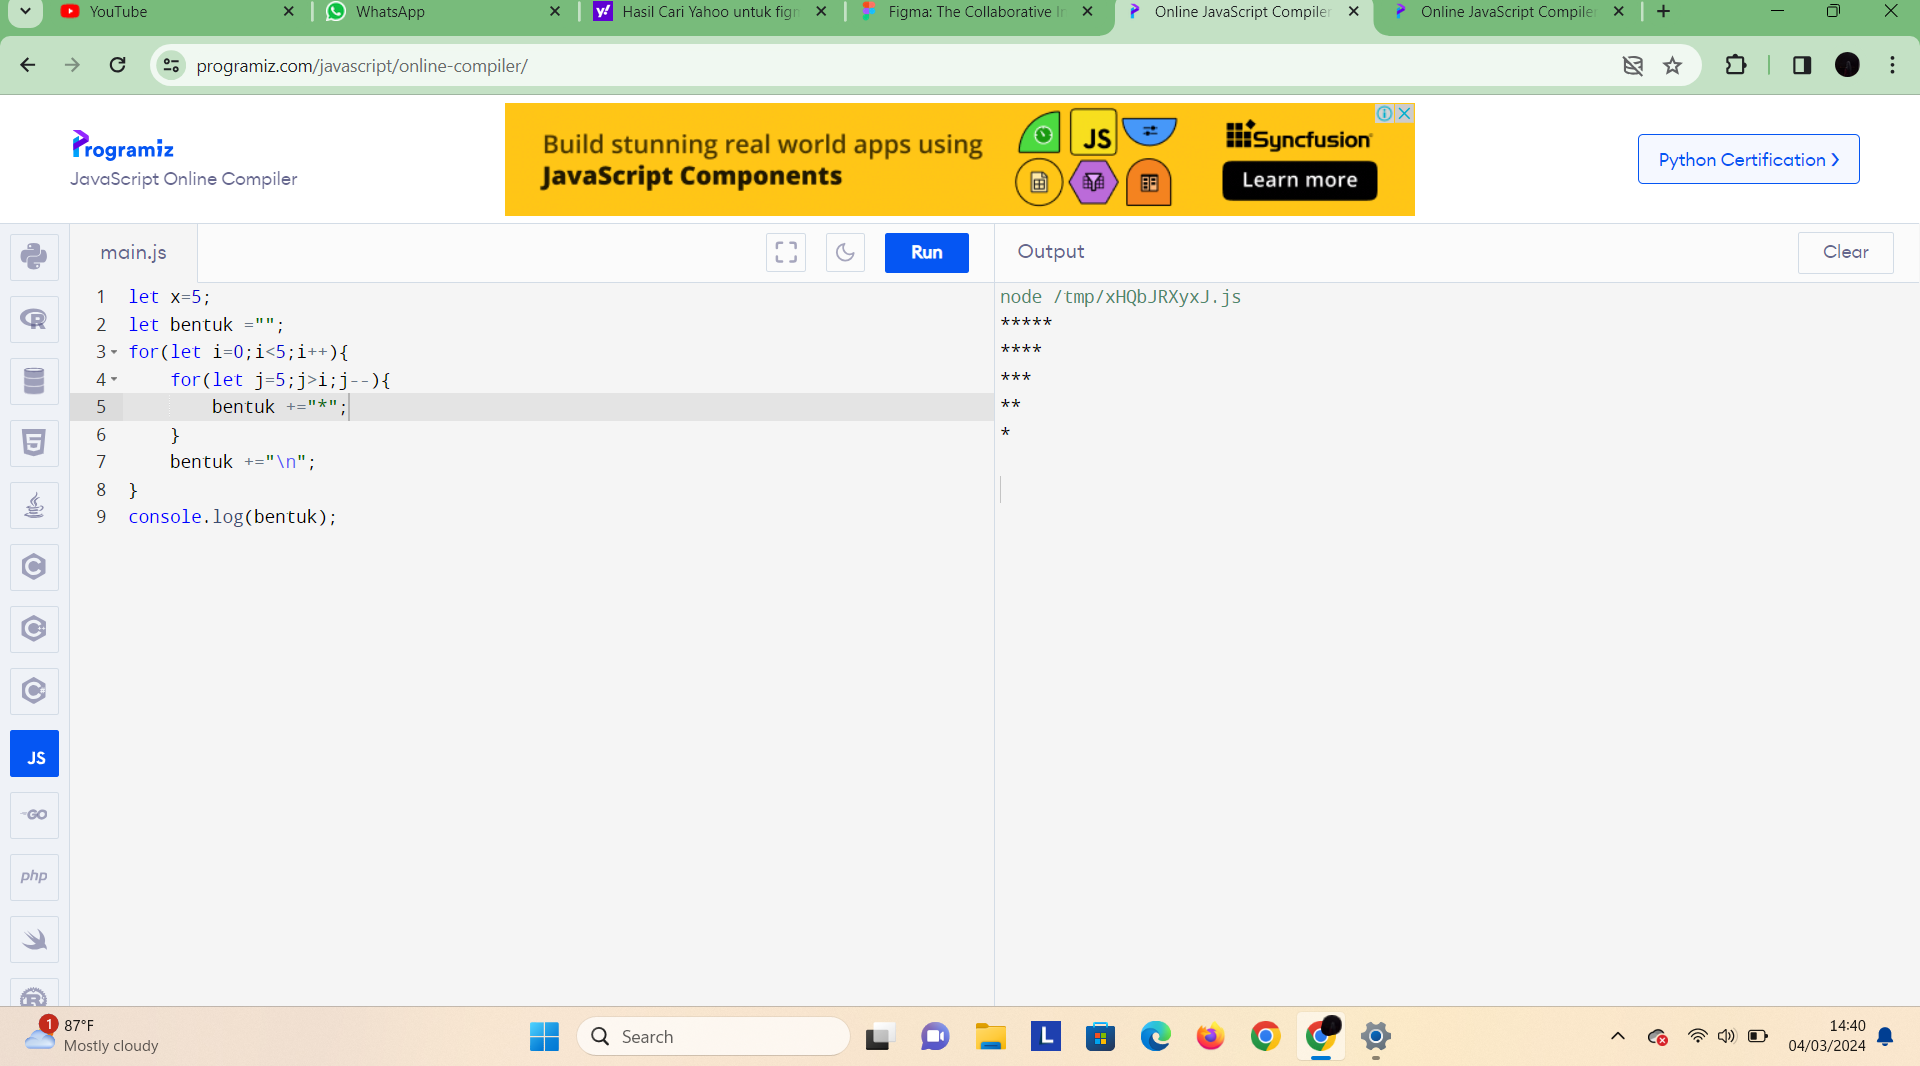 YouTube
WhatsApp
Hasil Cari Yahoo untuk fign
Figma: The Collaborative In
Online JavaScript Compiler
Online JavaScript Compiler
programiz.com/javascript/online-compiler/
Programiz
JavaScript Online Compiler
Build stunning real world apps using
JavaScript Components
JS
Syncfusion
Learn more
Python Certification ❯
main.js
Run
Output
Clear
1 let x=5;
2 let bentuk ="";
3 for(let i=0;i<5;i++){
4     for(let j=5;j>i;j--){
5         bentuk +="*";
6     }
7     bentuk +="\n";
8 }
9 console.log(bentuk);
node /tmp/xHQbJRXyxJ.js
*****
****
***
**
*
R
5
C
C
C
JS
GO
php
R
1
87°F
Mostly cloudy
Search
L
14:40
04/03/2024